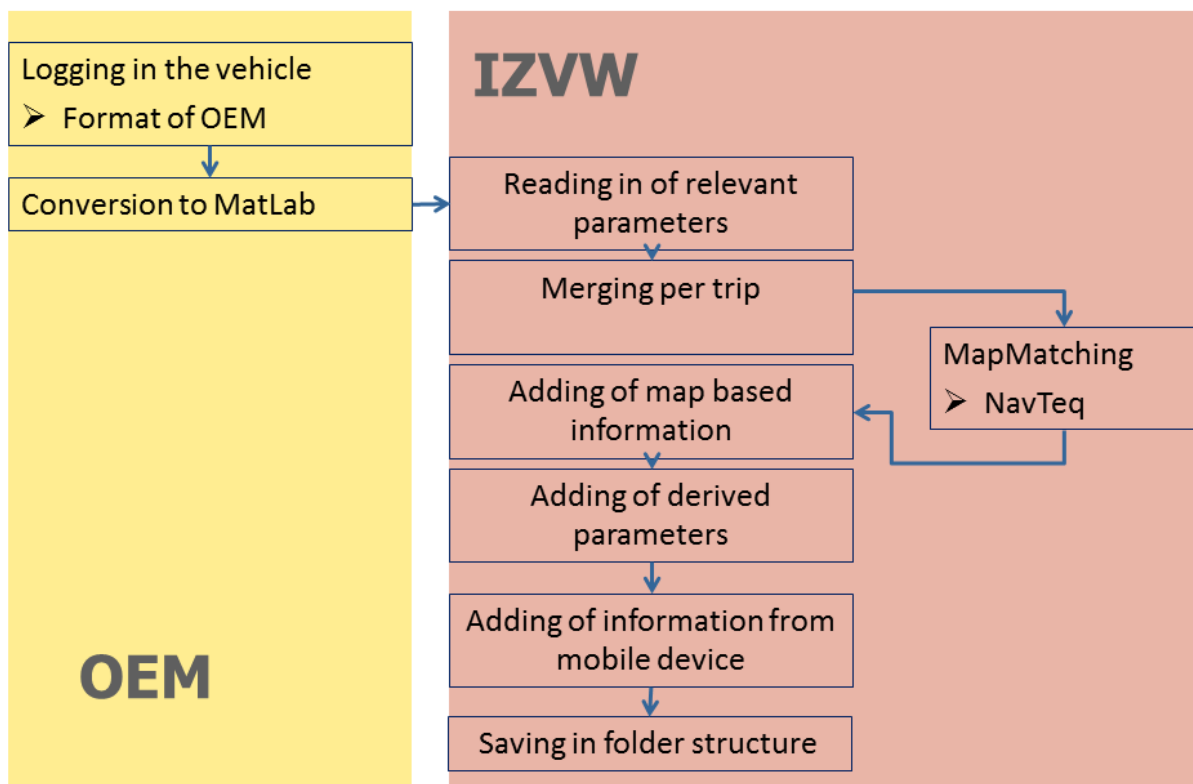 Logging in the vehicle
➢ Format of OEM
Conversion to MatLab
OEM
IZVW
Reading in of relevant
parameters
Merging per trip
MapMatching
➢ NavTeq
Adding of map based
information
Adding of derived
parameters
Adding of information from
mobile device
Saving in folder structure